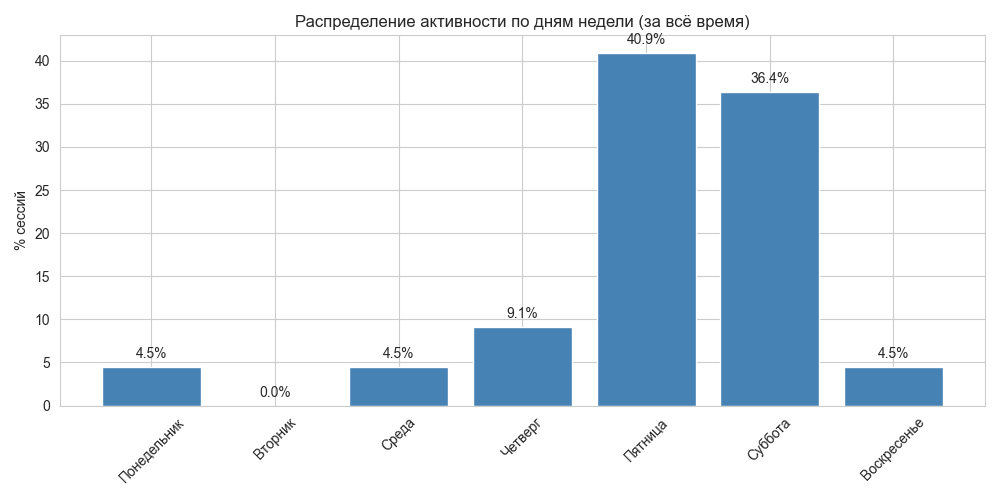 Распределение активности по дням недели (за всё время)
% сессий
40
35
30
25
20
15
10
5
0
4.5%
0.0%
4.5%
9.1%
40.9%
36.4%
4.5%
Понедельник
Вторник
Среда
Четверг
Пятница
Суббота
Воскресенье